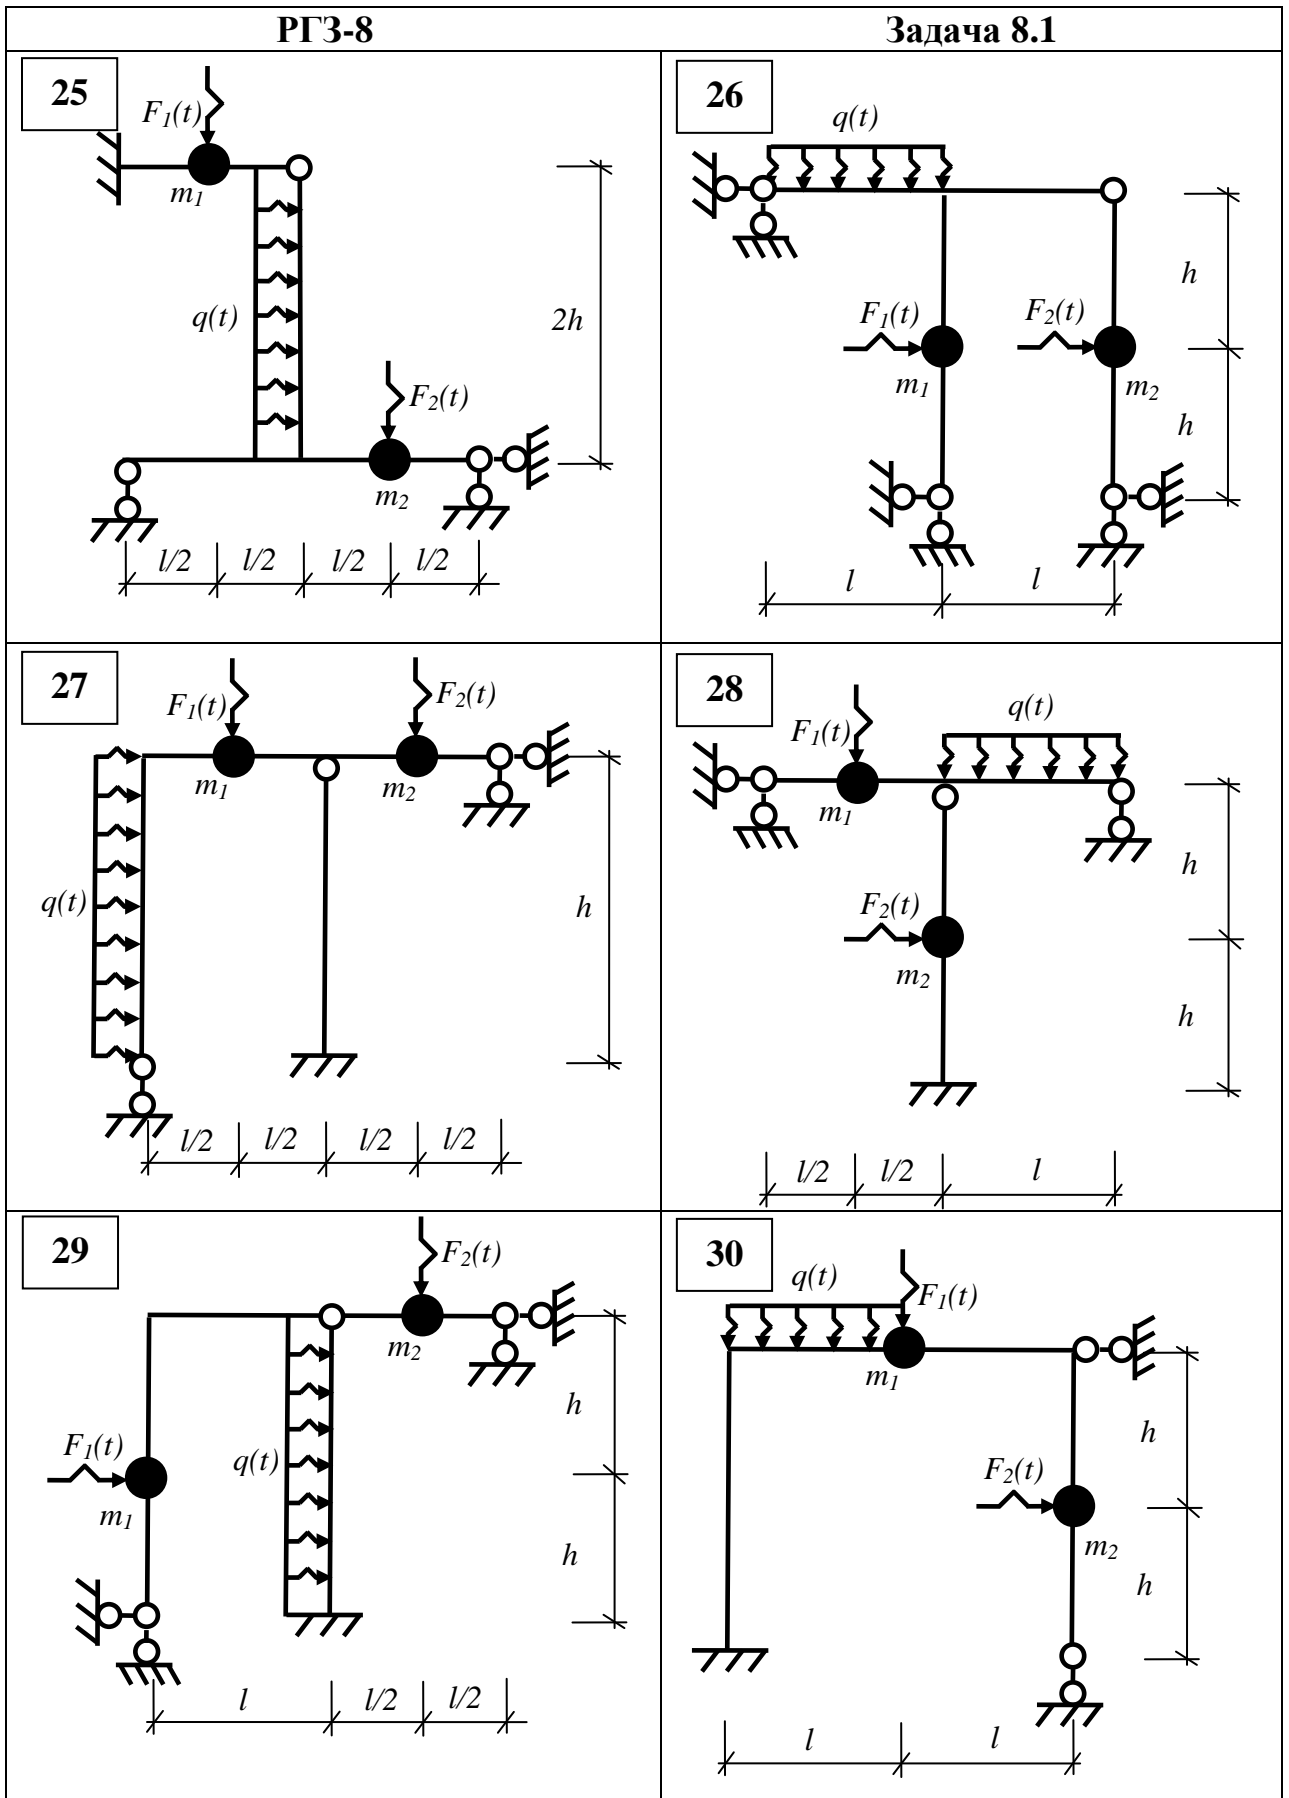 РГЗ-8 Задача 8.1
25
F1(t)
m1
q(t)
2h
F2(t)
m2
l/2 l/2 l/2 l/2
26
q(t)
h
F1(t) F2(t)
m1 m2
h
l l
27
F1(t) F2(t)
m1 m2
q(t) h
l/2 l/2 l/2 l/2
28
F1(t) q(t)
m1
h
F2(t)
m2
h
l/2 l/2 l
29
F2(t)
m2
h
F1(t) q(t)
m1
h
l l/2 l/2
30
q(t) F1(t)
m1
h
F2(t)
m2
h
l l